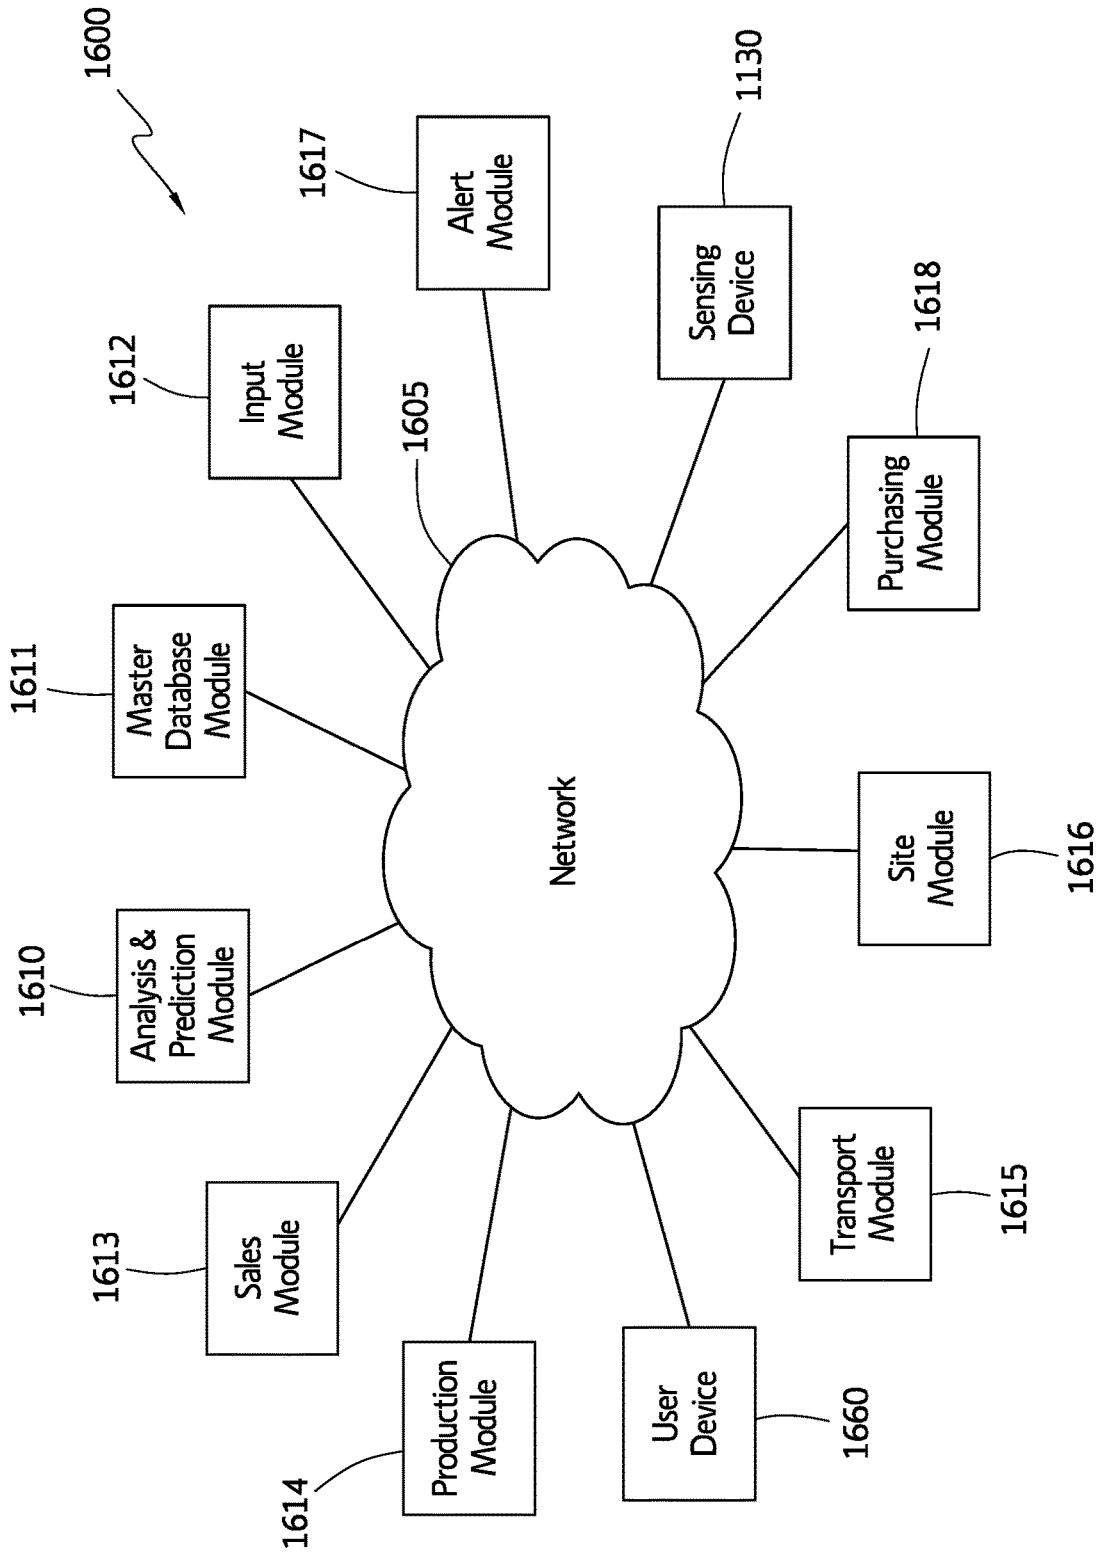 1600
1611
Master
Database
Module
1610
Analysis &
Prediction
Module
1612
Input
Module
1613
Sales
Module
1617
Alert
Module
1605
1614
Production
Module
Network
1130
Sensing
Device
1660
User
Device
1618
Purchasing
Module
1616
Site
Module
1615
Transport
Module